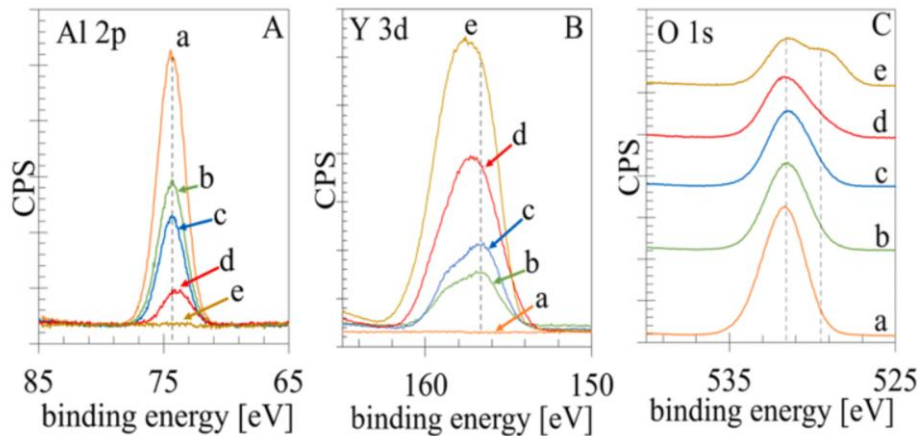 Al 2p
a
A
b
c
d
e
CPS
85
75
65
binding energy [eV]
Y 3d
e
B
d
c
b
a
CPS
160
150
binding energy [eV]
O 1s
C
e
d
c
b
a
CPS
535
525
binding energy [eV]